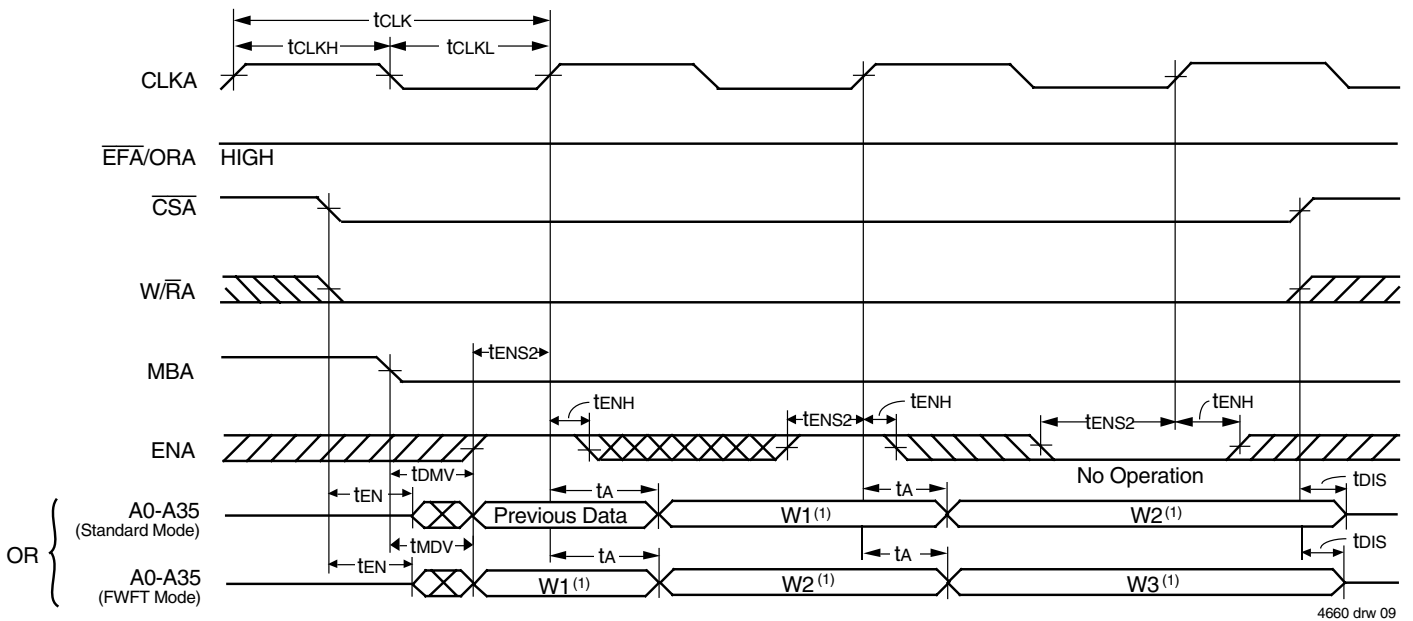 tCLK
tCLKH
tCLKL
CLKA
EFA/ORA HIGH
CSA
W/RA
MBA
tENS2
tENH
tENS2
tENH
tENS2
tENH
ENA
No Operation
tDMV
tEN
tA
tA
tDIS
A0-A35
(Standard Mode)
Previous Data
W1(1)
W2(1)
OR
tMDV
tEN
tA
tA
tDIS
A0-A35
(FWFT Mode)
W1(1)
W2(1)
W3(1)
4660 drw 09